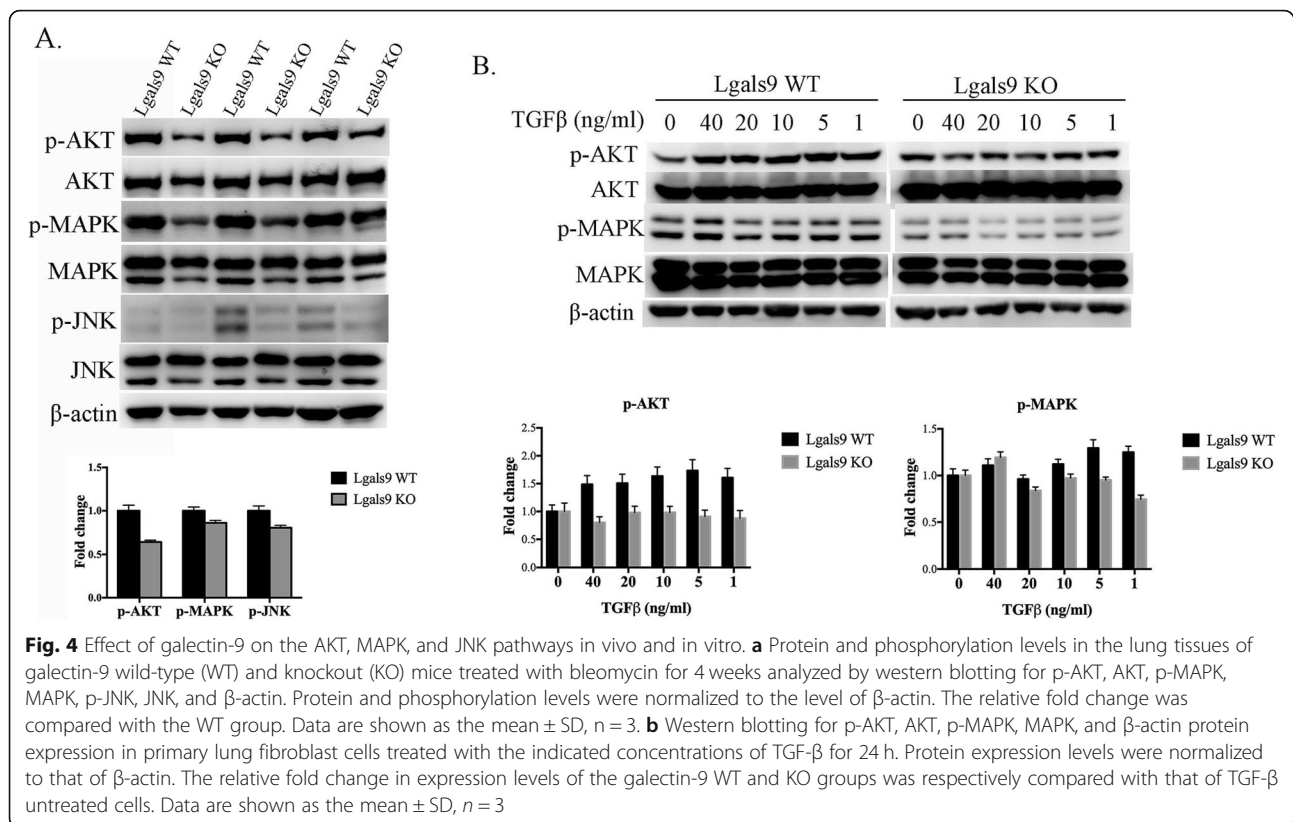 A.
Lgals9 WT Lgals9 KO Lgals9 WT Lgals9 KO Lgals9 WT Lgals9 KO
p-AKT
AKT
p-MAPK
MAPK
p-JNK
JNK
β-actin
1.5
1.0
0.5
0.0
Fold change
p-AKT p-MAPK p-JNK
Lgals9 WT
Lgals9 KO
B.
Lgals9 WT Lgals9 KO
TGFβ (ng/ml) 0 40 20 10 5 1 0 40 20 10 5 1
p-AKT
AKT
p-MAPK
MAPK
β-actin
p-AKT
2.5
2.0
1.5
1.0
0.5
0.0
Fold change
0 40 20 10 5 1
TGFβ (ng/ml)
Lgals9 WT
Lgals9 KO
p-MAPK
1.5
1.0
0.5
0.0
Fold change
0 40 20 10 5 1
TGFβ (ng/ml)
Lgals9 WT
Lgals9 KO
Fig. 4 Effect of galectin-9 on the AKT, MAPK, and JNK pathways in vivo and in vitro. a Protein and phosphorylation levels in the lung tissues of
galectin-9 wild-type (WT) and knockout (KO) mice treated with bleomycin for 4 weeks analyzed by western blotting for p-AKT, AKT, p-MAPK,
MAPK, p-JNK, JNK, and β-actin. Protein and phosphorylation levels were normalized to the level of β-actin. The relative fold change was
compared with the WT group. Data are shown as the mean ± SD, n = 3. b Western blotting for p-AKT, AKT, p-MAPK, MAPK, and β-actin protein
expression in primary lung fibroblast cells treated with the indicated concentrations of TGF-β for 24 h. Protein expression levels were normalized
to that of β-actin. The relative fold change in expression levels of the galectin-9 WT and KO groups was respectively compared with that of TGF-β
untreated cells. Data are shown as the mean ± SD, n = 3